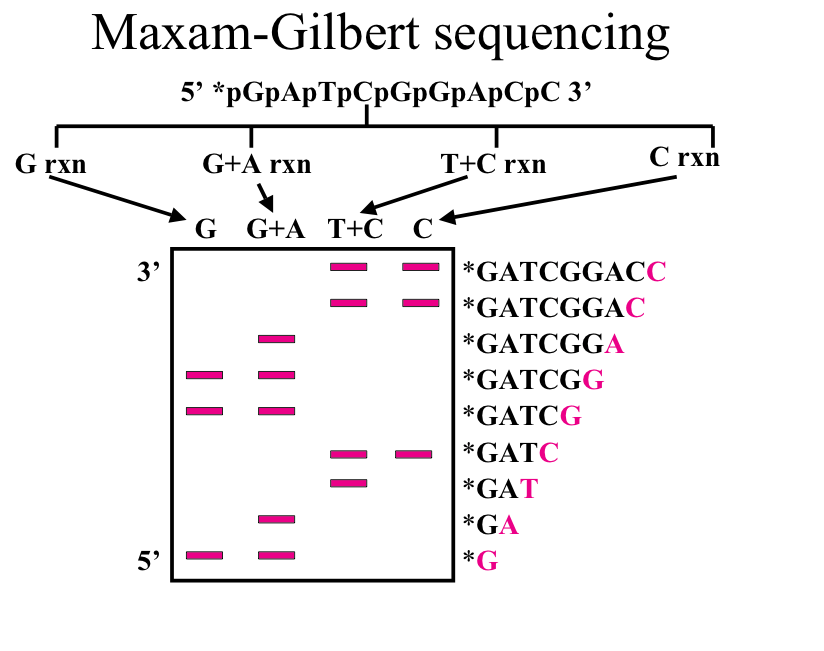 Maxam-Gilbert sequencing
5’ *pGpApTpCpGpGpApCpC 3’
G rxn
G+A rxn
T+C rxn
C rxn
G G+A T+C C
3’ *GATCGGACC
*GATCGGAC
*GATCGGA
*GATCGG
*GATCG
*GATC
*GAT
*GA
5’ *G